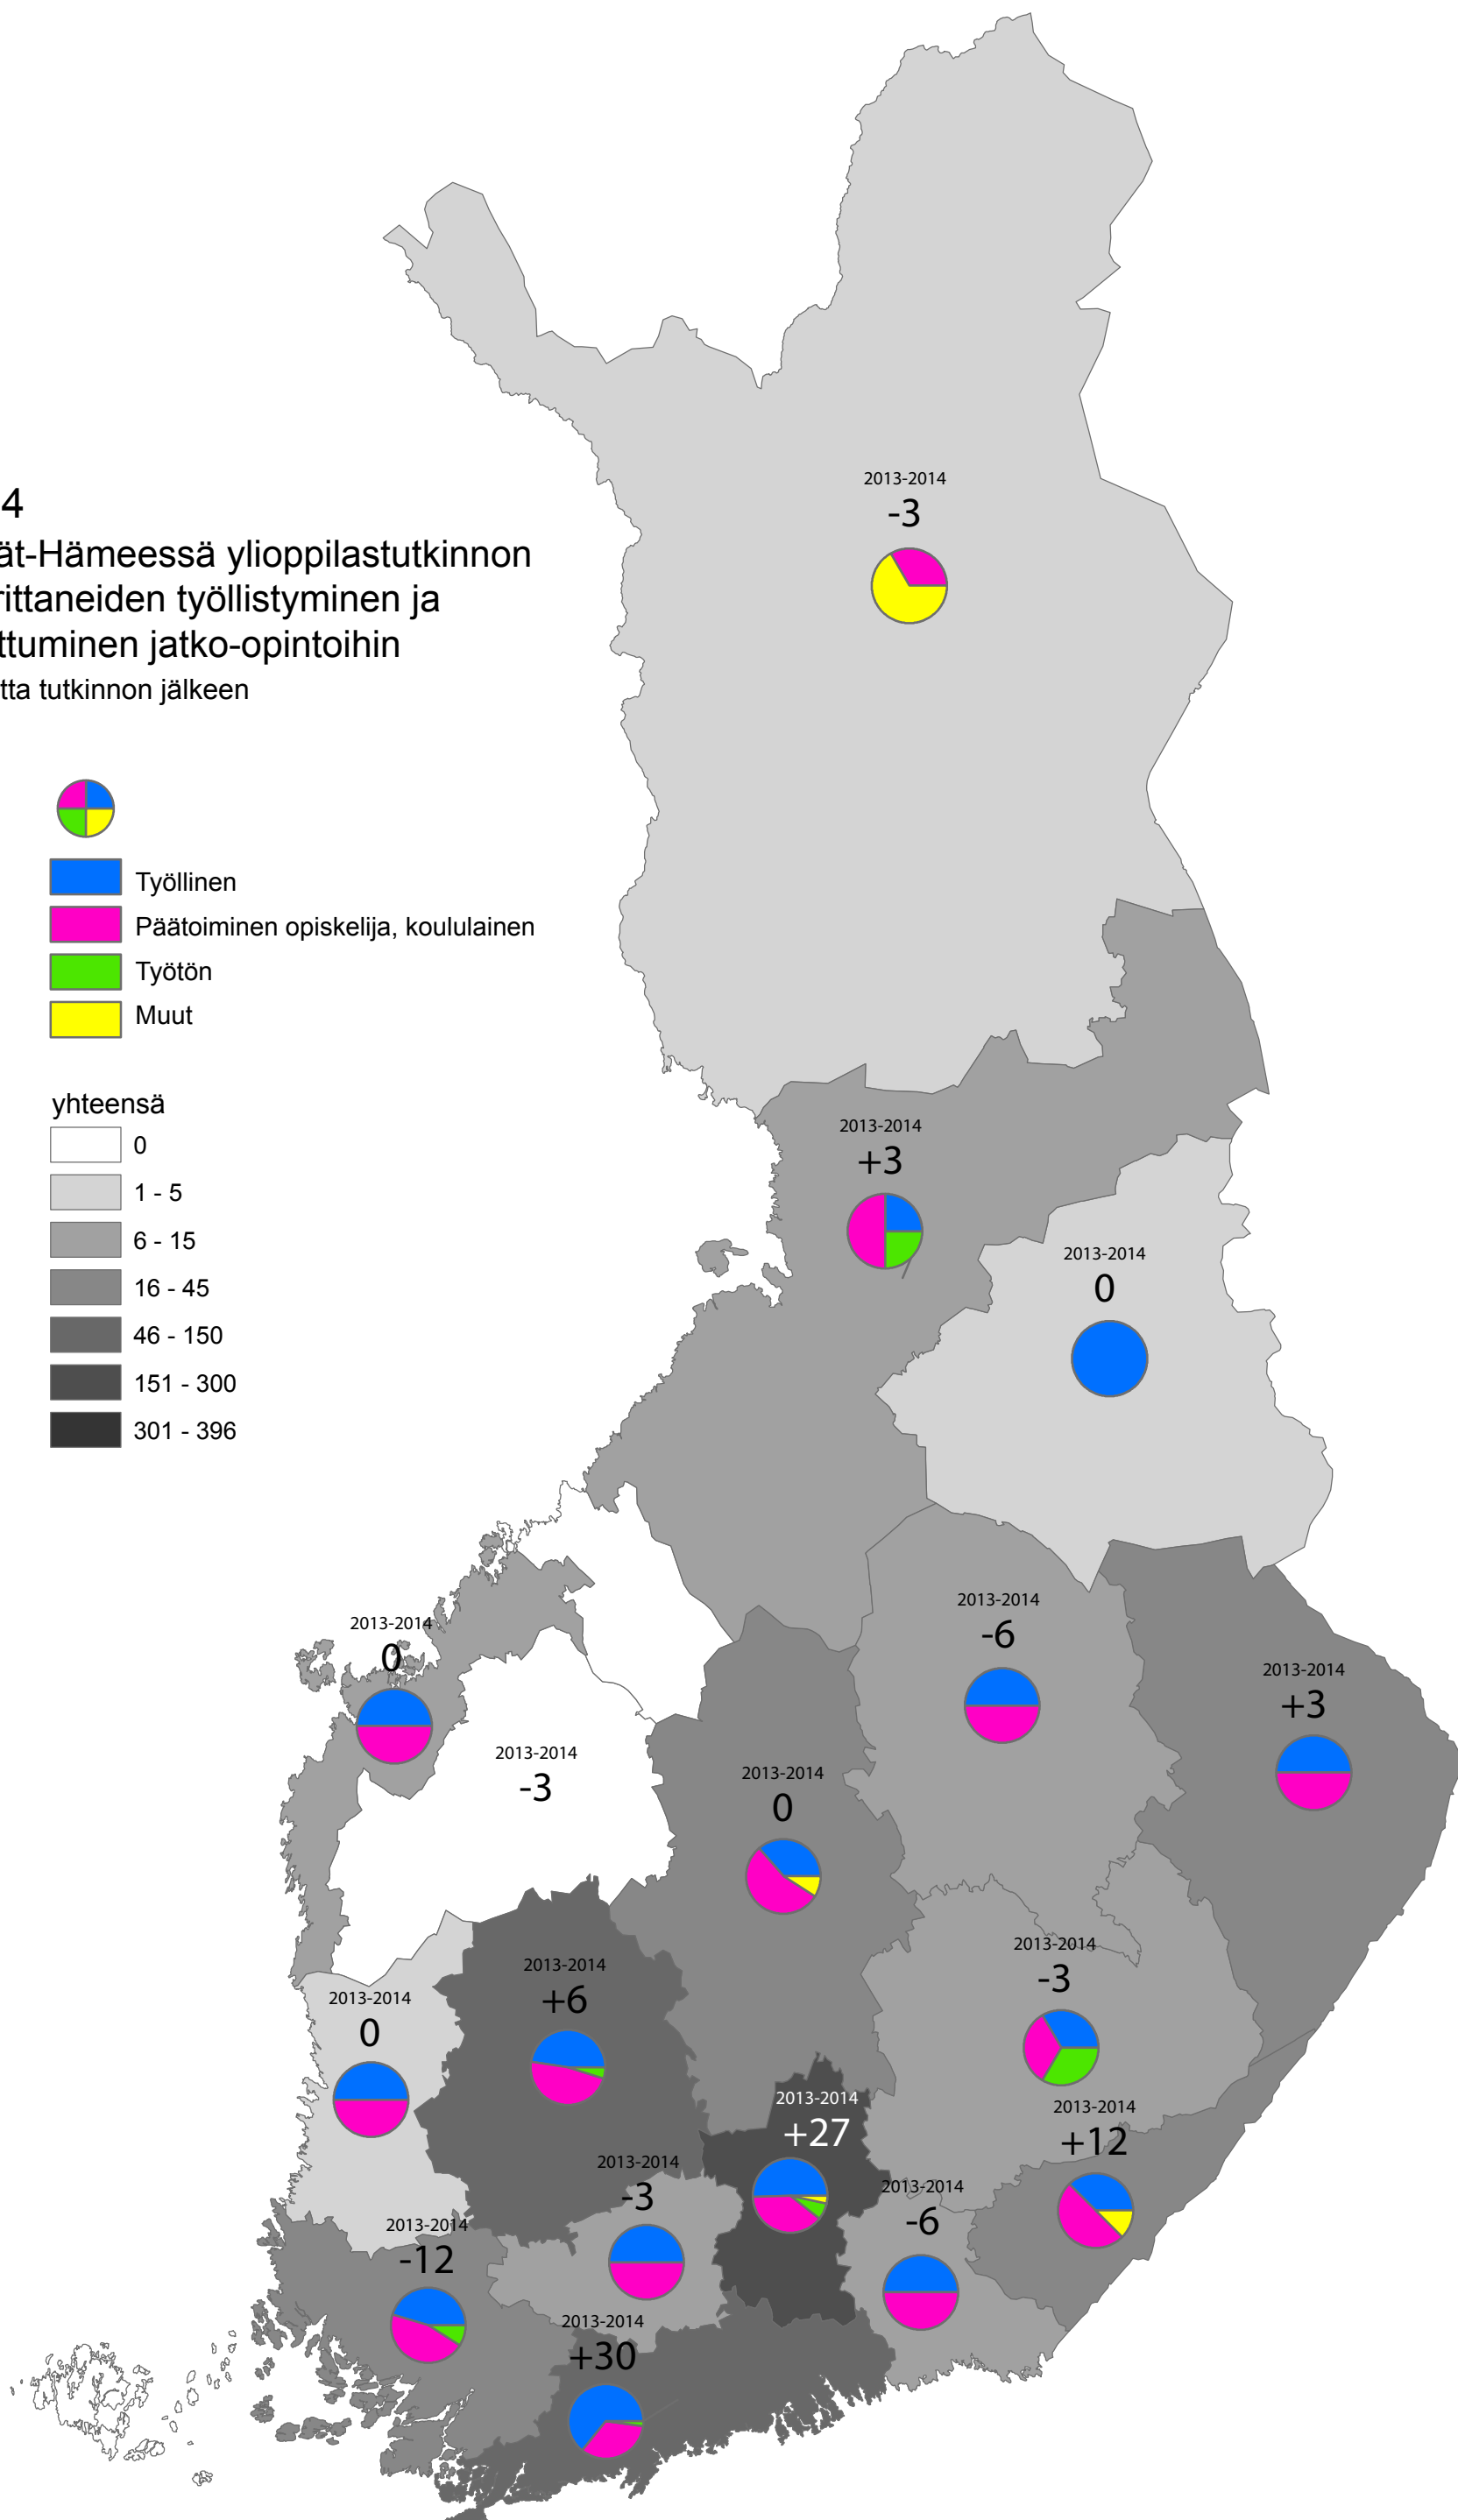 4
ät-Hämeessä ylioppilastutkinnon
rittaneiden työllistyminen ja
ttuminen jatko-opintoihin
tta tutkinnon jälkeen
Työllinen
Päätoiminen opiskelija, koululainen
Työtön
Muut
yhteensä
0
1 - 5
6 - 15
16 - 45
46 - 150
151 - 300
301 - 396
2013-2014
-3
2013-2014
+3
2013-2014
0
2013-2014
-6
2013-2014
0
2013-2014
+3
2013-2014
-3
2013-2014
0
2013-2014
-3
2013-2014
+6
2013-2014
0
2013-2014
+27
2013-2014
+12
2013-2014
-3
2013-2014
-6
2013-2014
-12
2013-2014
+30